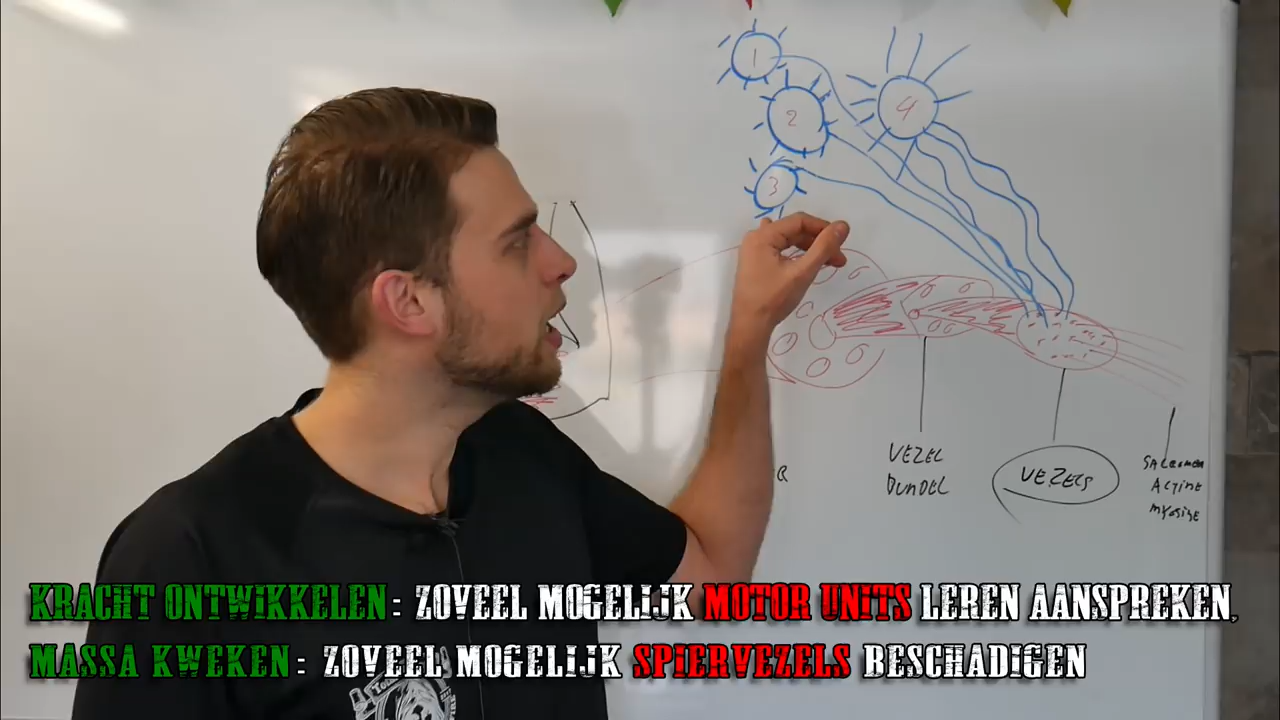 1
2
4
3
VEZEL
BUNDEL
VEZELS
ACTINE
MYOSINE
KRACHT ONTWIKKELEN: ZOVEEL MOGELIJK MOTOR UNITS LEREN AANSPREKEN,
MASSA KWEKEN: ZOVEEL MOGELIJK SPIERVEZELS BESCHADIGEN